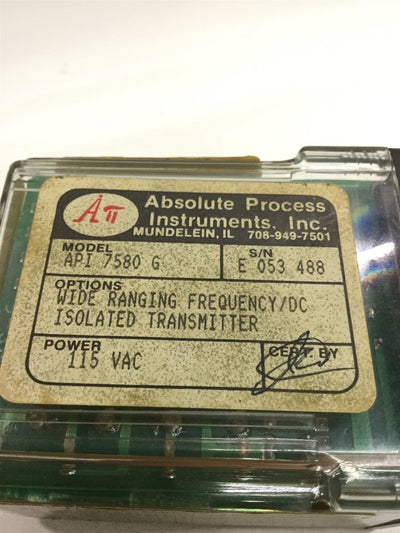 Aπ
Absolute Process
Instruments, Inc.
MUNDELEIN, IL 708-949-7501
MODEL
API 7580 G
S/N
E 053 488
OPTIONS
WIDE RANGING FREQUENCY/DC
ISOLATED TRANSMITTER
POWER
115 VAC
CERT. BY